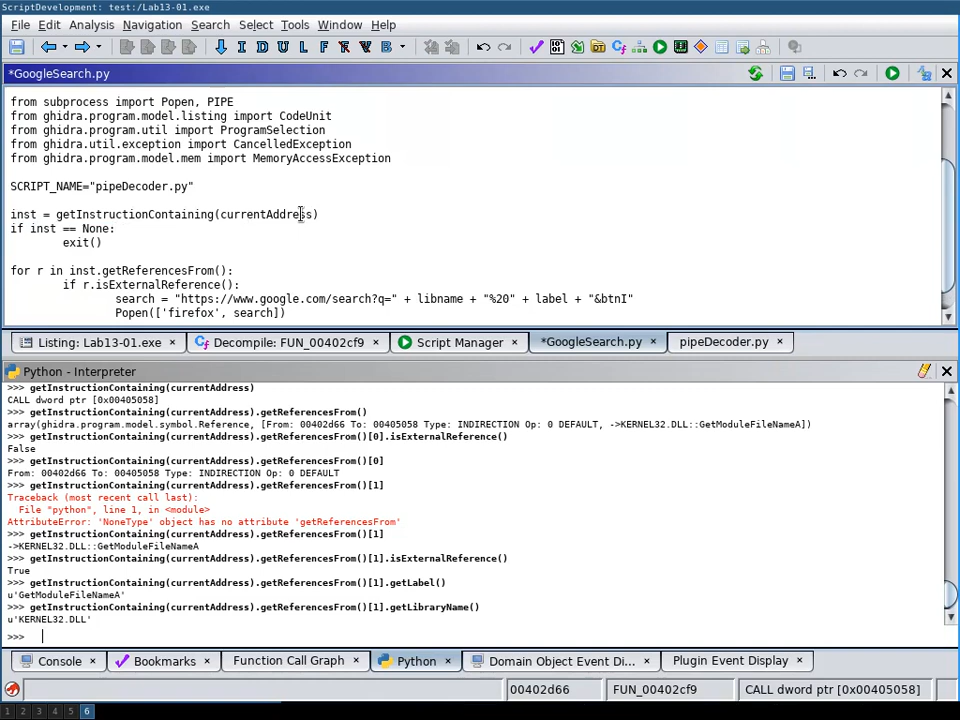 ScriptDevelopment: test:/Lab13-01.exe
File Edit Analysis Navigation Search Select Tools Window Help
I D U L F B
*GoogleSearch.py
from subprocess import Popen, PIPE
from ghidra.program.model.listing import CodeUnit
from ghidra.program.util import ProgramSelection
from ghidra.util.exception import CancelledException
from ghidra.program.model.mem import MemoryAccessException
SCRIPT_NAME="pipeDecoder.py"
inst = getInstructionContaining(currentAddress)
if inst == None:
exit()
for r in inst.getReferencesFrom():
if r.isExternalReference():
search = "https://www.google.com/search?q=" + libname + "%20" + label + "&btnI"
Popen(['firefox', search])
Listing: Lab13-01.exe × Decompile: FUN_00402cf9 × Script Manager × *GoogleSearch.py × pipeDecoder.py ×
Python - Interpreter
>>> getInstructionContaining(currentAddress)
CALL dword ptr [0x00405058]
>>> getInstructionContaining(currentAddress).getReferencesFrom()
array(ghidra.program.model.symbol.Reference, [From: 00402d66 To: 00405058 Type: INDIRECTION Op: 0 DEFAULT, ->KERNEL32.DLL::GetModuleFileNameA])
>>> getInstructionContaining(currentAddress).getReferencesFrom()[0].isExternalReference()
False
>>> getInstructionContaining(currentAddress).getReferencesFrom()[0]
From: 00402d66 To: 00405058 Type: INDIRECTION Op: 0 DEFAULT
>>> getInstructionContaining(currentAddress).getReferencesFrom()[1]
Traceback (most recent call last):
File "python", line 1, in <module>
AttributeError: 'NoneType' object has no attribute 'getReferencesFrom'
>>> getInstructionContaining(currentAddress).getReferencesFrom()[1]
->KERNEL32.DLL::GetModuleFileNameA
>>> getInstructionContaining(currentAddress).getReferencesFrom()[1].isExternalReference()
True
>>> getInstructionContaining(currentAddress).getReferencesFrom()[1].getLabel()
u'GetModuleFileNameA'
>>> getInstructionContaining(currentAddress).getReferencesFrom()[1].getLibraryName()
u'KERNEL32.DLL'
>>>
Console × Bookmarks × Function Call Graph × Python × Domain Object Event Di... × Plugin Event Display ×
00402d66 FUN_00402cf9 CALL dword ptr [0x00405058]
1 2 3 4 5 6